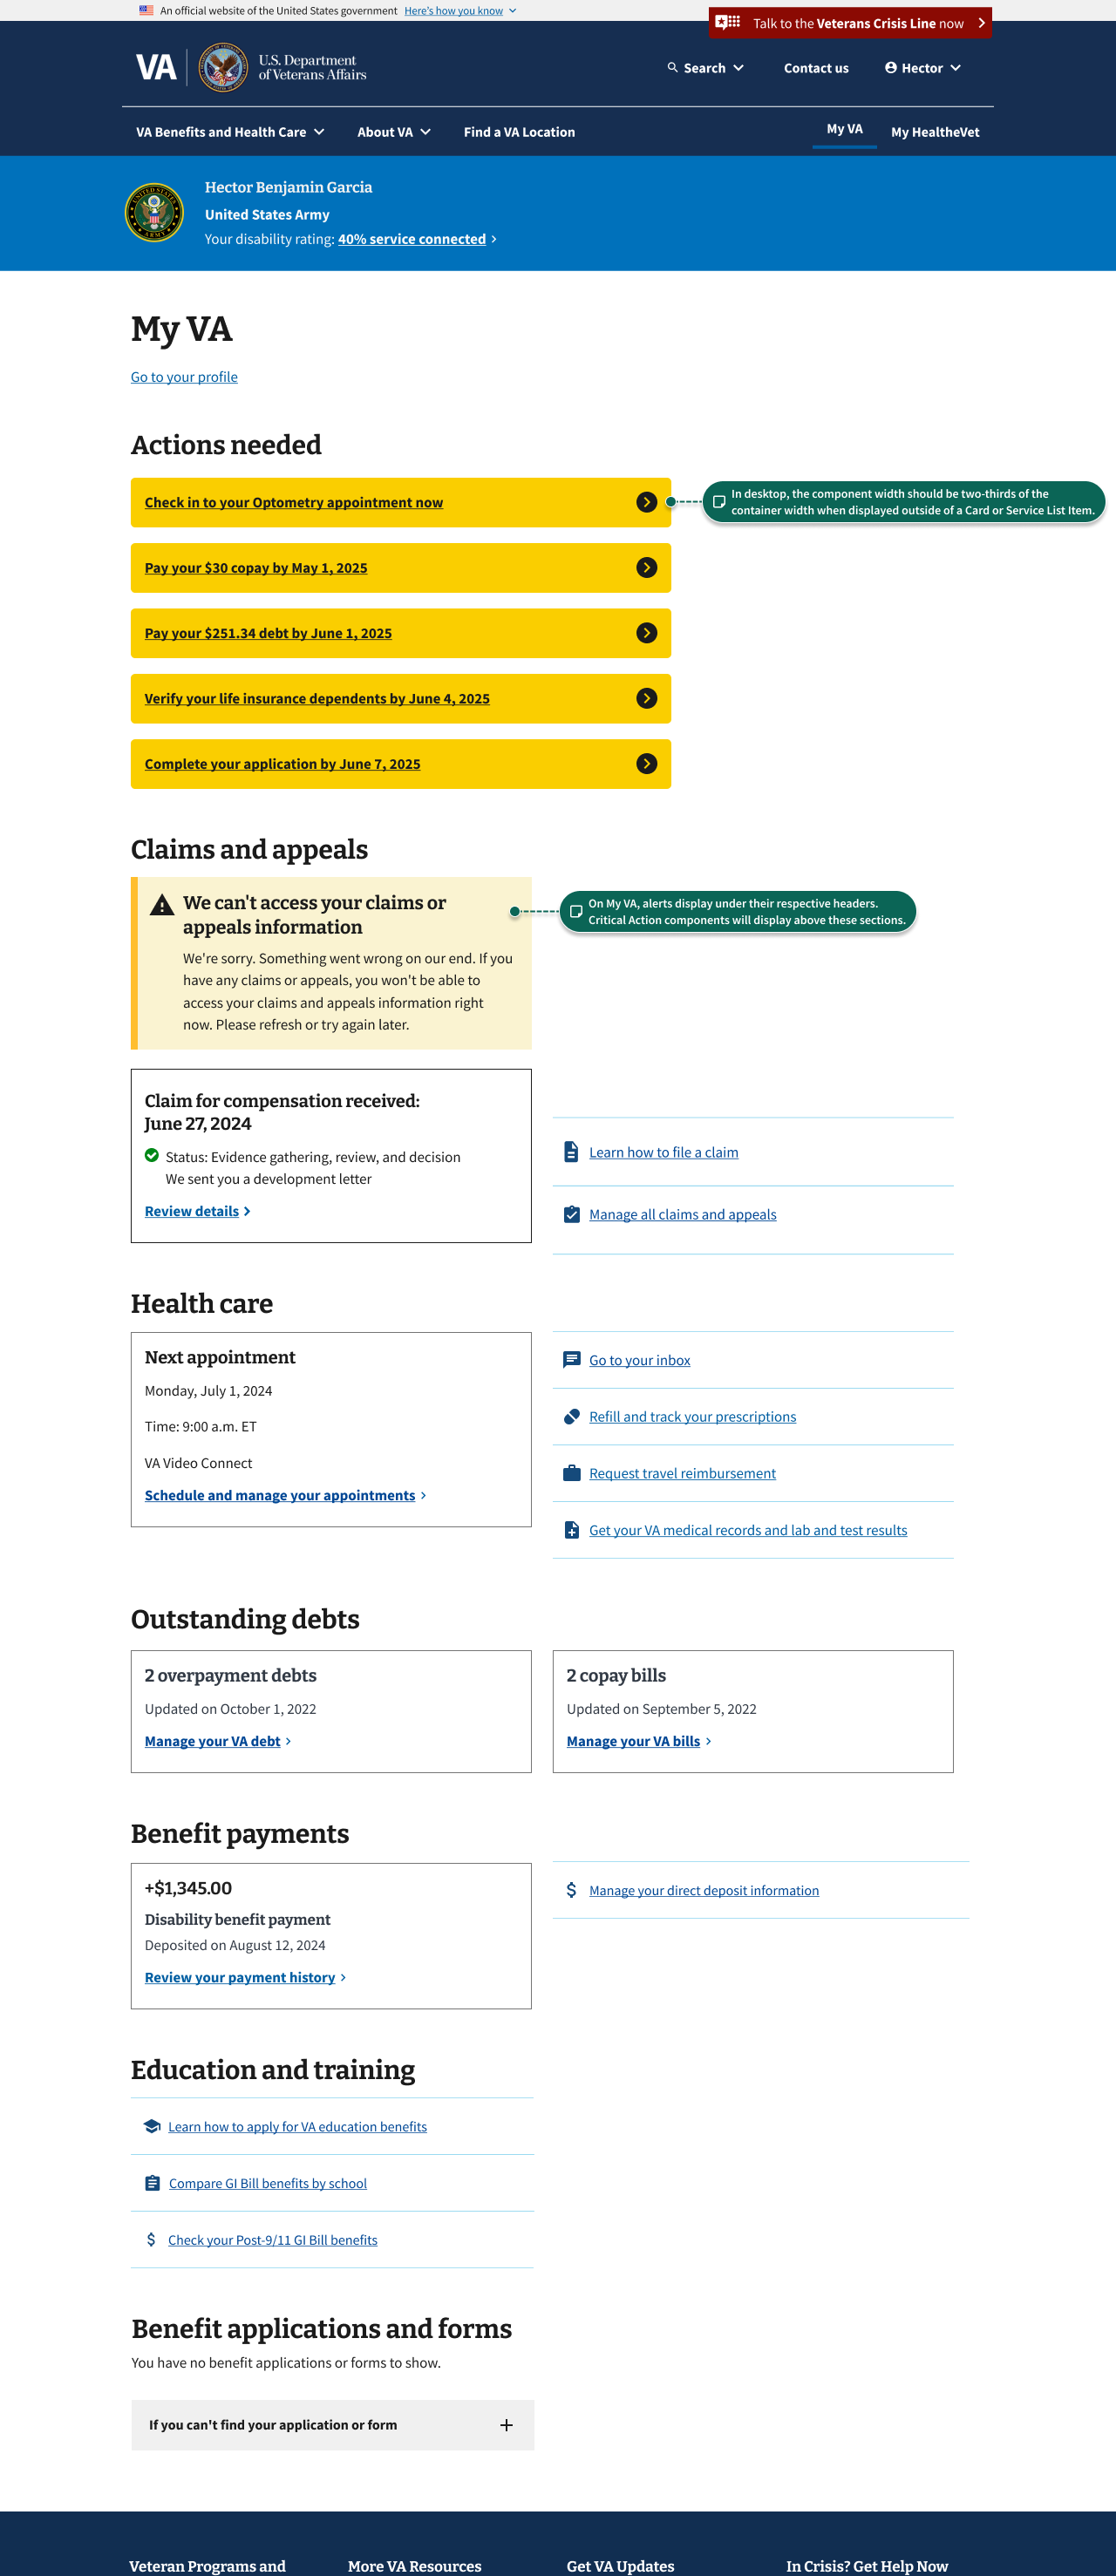 An official website of the United States government Here's how you know
Talk to the Veterans Crisis Line now
VA
U.S. Department
of Veterans Affairs
Search
Contact us
Hector
VA Benefits and Health Care
About VA
Find a VA Location
My VA
My HealtheVet
Hector Benjamin Garcia
United States Army
Your disability rating: 40% service connected
My VA
Go to your profile
Actions needed
Check in to your Optometry appointment now
In desktop, the component width should be two-thirds of the
container width when displayed outside of a Card or Service List Item.
Pay your $30 copay by May 1, 2025
Pay your $251.34 debt by June 1, 2025
Verify your life insurance dependents by June 4, 2025
Complete your application by June 7, 2025
Claims and appeals
We can't access your claims or
appeals information
We're sorry. Something went wrong on our end. If you
have any claims or appeals, you won't be able to
access your claims and appeals information right
now. Please refresh or try again later.
On My VA, alerts display under their respective headers.
Critical Action components will display above these sections.
Claim for compensation received:
June 27, 2024
Status: Evidence gathering, review, and decision
We sent you a development letter
Review details
Learn how to file a claim
Manage all claims and appeals
Health care
Next appointment
Monday, July 1, 2024
Time: 9:00 a.m. ET
VA Video Connect
Schedule and manage your appointments
Go to your inbox
Refill and track your prescriptions
Request travel reimbursement
Get your VA medical records and lab and test results
Outstanding debts
2 overpayment debts
Updated on October 1, 2022
Manage your VA debt
2 copay bills
Updated on September 5, 2022
Manage your VA bills
Benefit payments
+$1,345.00
Disability benefit payment
Deposited on August 12, 2024
Review your payment history
Manage your direct deposit information
Education and training
Learn how to apply for VA education benefits
Compare GI Bill benefits by school
Check your Post-9/11 GI Bill benefits
Benefit applications and forms
You have no benefit applications or forms to show.
If you can't find your application or form
Veteran Programs and
More VA Resources
Get VA Updates
In Crisis? Get Help Now